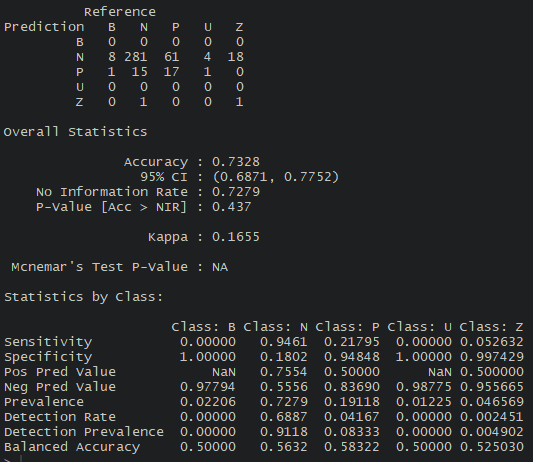 Reference
Prediction B N P U Z
B 0 0 0 0 0
N 8 281 61 4 18
P 1 15 17 1 0
U 0 0 0 0 0
Z 0 1 0 0 1
Overall Statistics
Accuracy : 0.7328
95% CI : (0.6871, 0.7752)
No Information Rate : 0.7279
P-Value [Acc > NIR] : 0.437
Kappa : 0.1655
Mcnemar's Test P-Value : NA
Statistics by Class:
Class: B Class: N Class: P Class: U Class: Z
Sensitivity 0.00000 0.9461 0.21795 0.00000 0.052632
Specificity 1.00000 0.1802 0.94848 1.00000 0.997429
Pos Pred Value NaN 0.7554 0.50000 NaN 0.500000
Neg Pred Value 0.97794 0.5556 0.83690 0.98775 0.955665
Prevalence 0.02206 0.7279 0.19118 0.01225 0.046569
Detection Rate 0.00000 0.6887 0.04167 0.00000 0.002451
Detection Prevalence 0.00000 0.9118 0.08333 0.00000 0.004902
Balanced Accuracy 0.50000 0.5632 0.58322 0.50000 0.525030
>